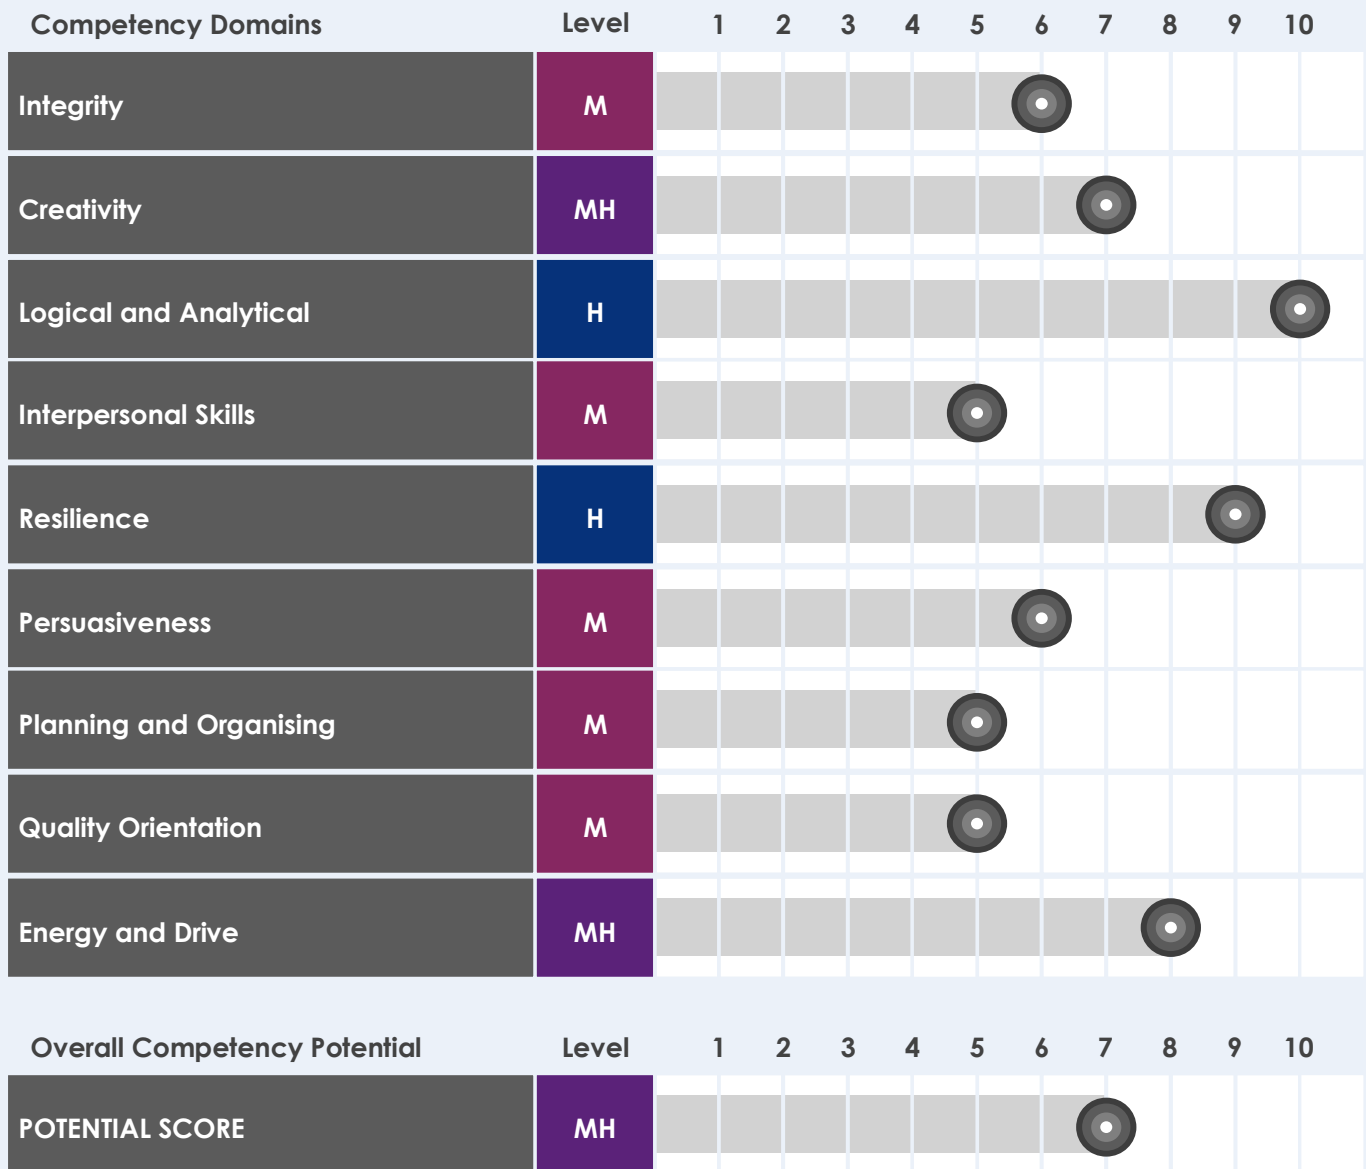 Competency Domains Level 1 2 3 4 5 6 7 8 9 10
Integrity M
Creativity MH
Logical and Analytical H
Interpersonal Skills M
Resilience H
Persuasiveness M
Planning and Organising M
Quality Orientation M
Energy and Drive MH
Overall Competency Potential Level 1 2 3 4 5 6 7 8 9 10
POTENTIAL SCORE MH